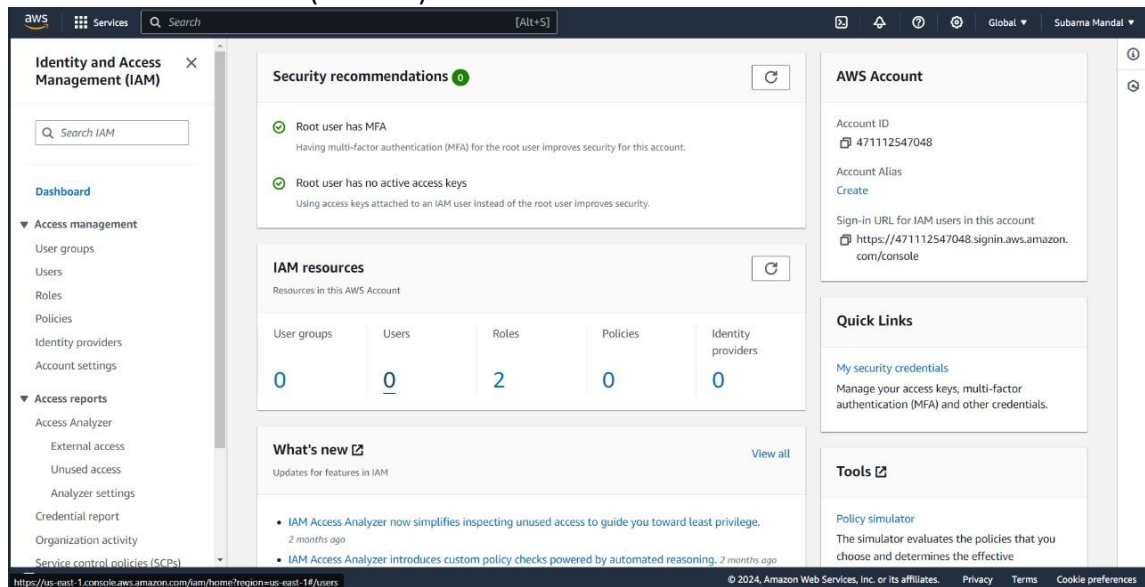 aws
Services
Search
[Alt+S]
Global
Subarna Mandal
Identity and Access
Management (IAM)
Search IAM
Dashboard
Access management
User groups
Users
Roles
Policies
Identity providers
Account settings
Access reports
Access Analyzer
External access
Unused access
Analyzer settings
Credential report
Organization activity
Service control policies (SCPs)
Security recommendations 0
Root user has MFA
Having multi-factor authentication (MFA) for the root user improves security for this account.
Root user has no active access keys
Using access keys attached to an IAM user instead of the root user improves security.
IAM resources
Resources in this AWS Account
User groups
0
Users
0
Roles
2
Policies
0
Identity
providers
0
What's new
View all
Updates for features in IAM
IAM Access Analyzer now simplifies inspecting unused access to guide you toward least privilege.
2 months ago
IAM Access Analyzer introduces custom policy checks powered by automated reasoning. 2 months ago
AWS Account
Account ID
471112547048
Account Alias
Create
Sign-in URL for IAM users in this account
https://471112547048.signin.aws.amazon.
com/console
Quick Links
My security credentials
Manage your access keys, multi-factor
authentication (MFA) and other credentials.
Tools
Policy simulator
The simulator evaluates the policies that you
choose and determines the effective
https://us-east-1.console.aws.amazon.com/iam/home?region=us-east-1#/users
© 2024, Amazon Web Services, Inc. or its affiliates.
Privacy
Terms
Cookie preferences